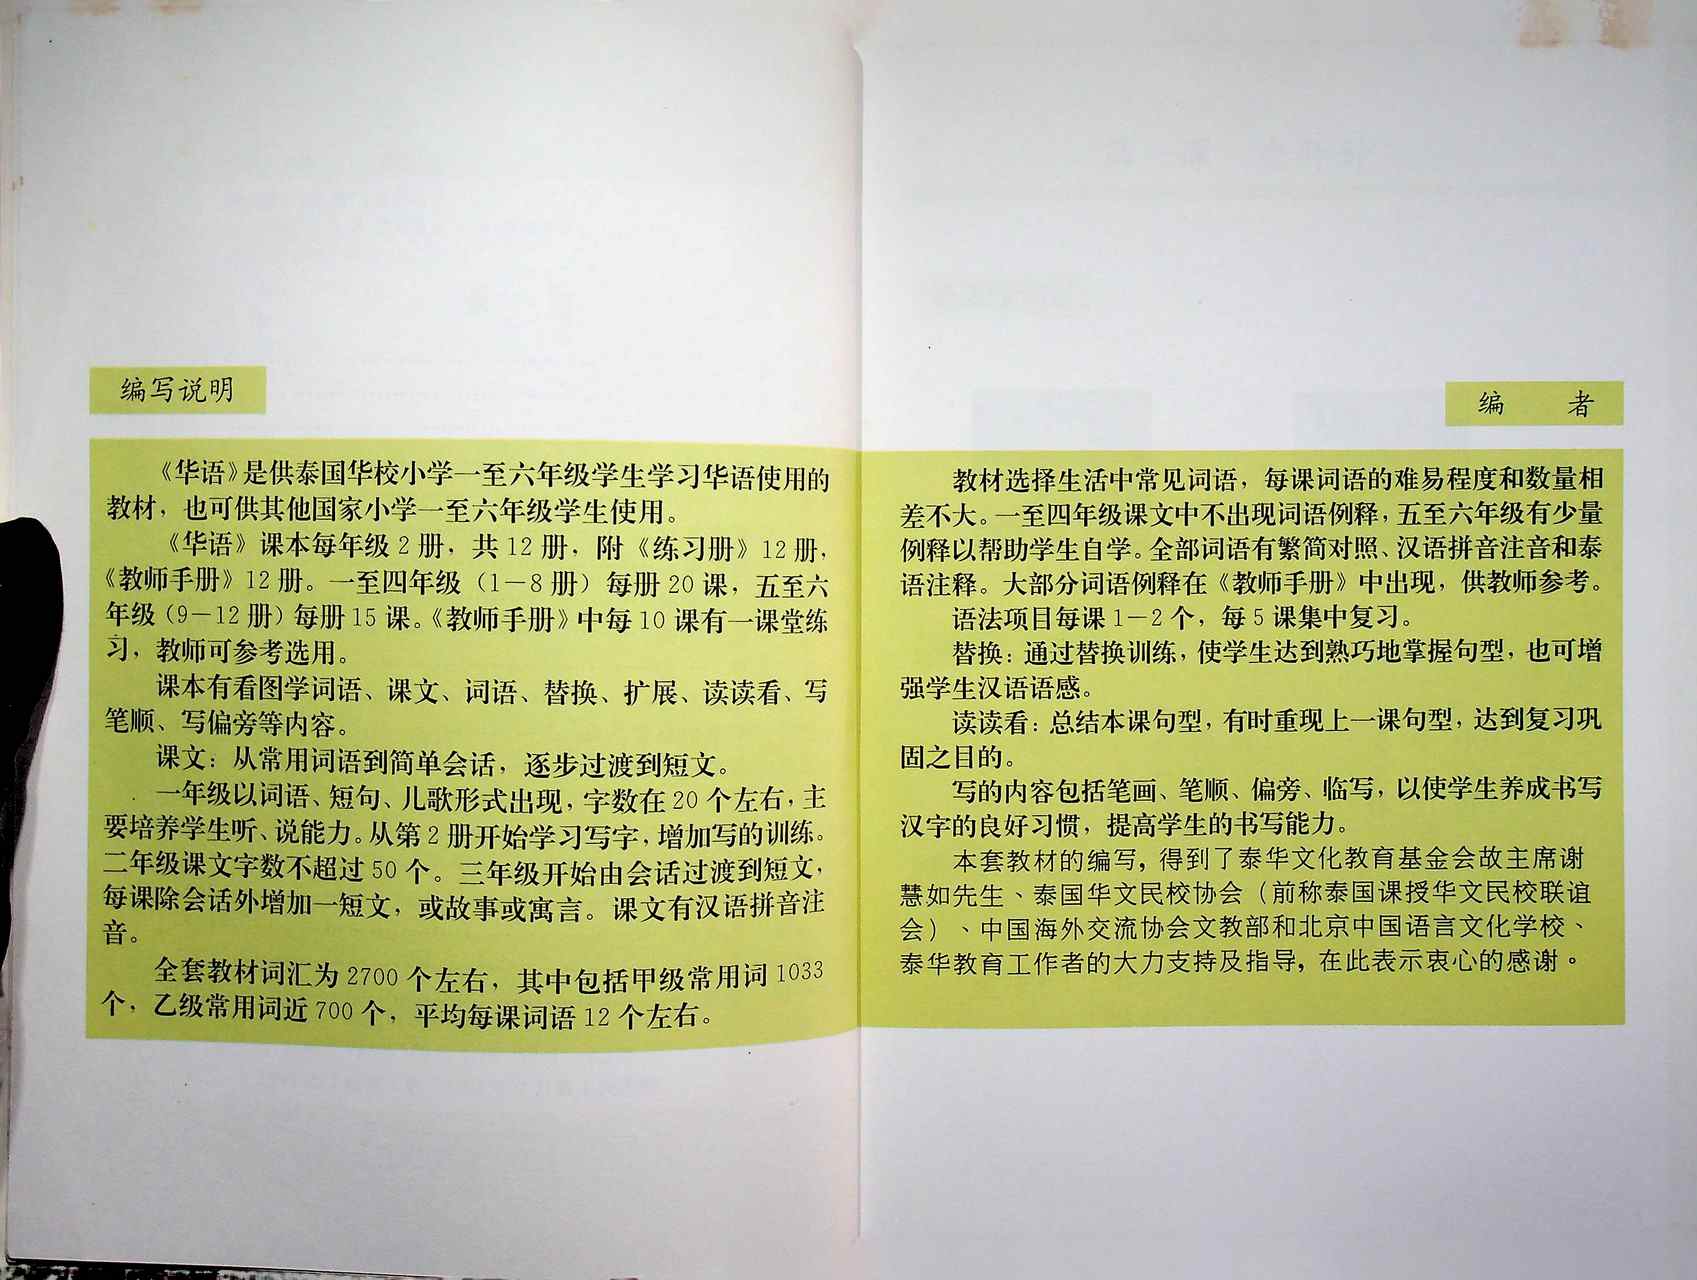 编写说明
《华语》是供泰国华校小学一至六年级学生学习华语使用的
教材，也可供其他国家小学一至六年级学生使用。
《华语》课本每年级2册，共12册，附《练习册》12册，
《教师手册》12册。一至四年级（1－8册）每册20课，五至六
年级（9－12册）每册15课。《教师手册》中每10课有一课堂练
习，教师可参考选用。
课本有看图学词语、课文、词语、替换、扩展、读读看、写
笔顺、写偏旁等内容。
课文：从常用词语到简单会话，逐步过渡到短文。
一年级以词语、短句、儿歌形式出现，字数在20个左右，主
要培养学生听、说能力。从第2册开始学习写字，增加写的训练。
二年级课文字数不超过50个。三年级开始由会话过渡到短文，
每课除会话外增加一短文，或故事或寓言。课文有汉语拼音注
音。
全套教材词汇为2700个左右，其中包括甲级常用词1033
个，乙级常用词近700个，平均每课词语12个左右。
编　　者
教材选择生活中常见词语，每课词语的难易程度和数量相
差不大。一至四年级课文中不出现词语例释，五至六年级有少量
例释以帮助学生自学。全部词语有繁简对照、汉语拼音注音和泰
语注释。大部分词语例释在《教师手册》中出现，供教师参考。
语法项目每课1－2个，每5课集中复习。
替换：通过替换训练，使学生达到熟巧地掌握句型，也可增
强学生汉语语感。
读读看：总结本课句型，有时重现上一课句型，达到复习巩
固之目的。
写的内容包括笔画、笔顺、偏旁、临写，以使学生养成书写
汉字的良好习惯，提高学生的书写能力。
本套教材的编写，得到了泰华文化教育基金会故主席谢
慧如先生、泰国华文民校协会（前称泰国课授华文民校联谊
会）、中国海外交流协会文教部和北京中国语言文化学校、
泰华教育工作者的大力支持及指导，在此表示衷心的感谢。